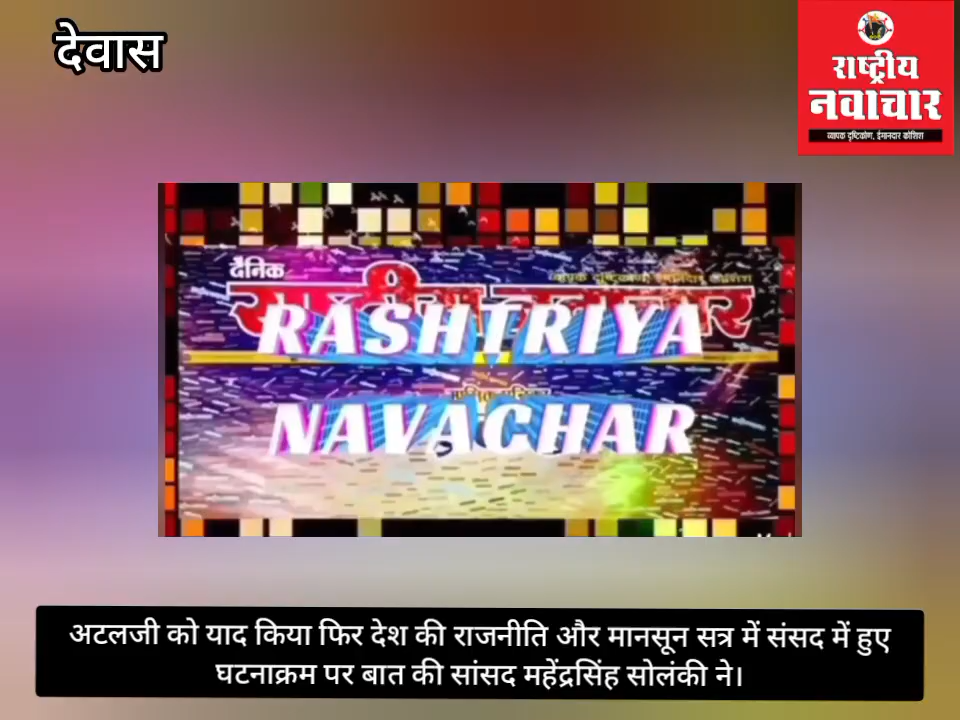 देवास
राष्ट्रीय
नवाचार
व्यापक दृष्टिकोण, ईमानदार कोशिश
दैनिक
RASHTRIYA
NAVACHAR
अटलजी को याद किया फिर देश की राजनीति और मानसून सत्र में संसद में हुए
घटनाक्रम पर बात की सांसद महेंद्रसिंह सोलंकी ने।